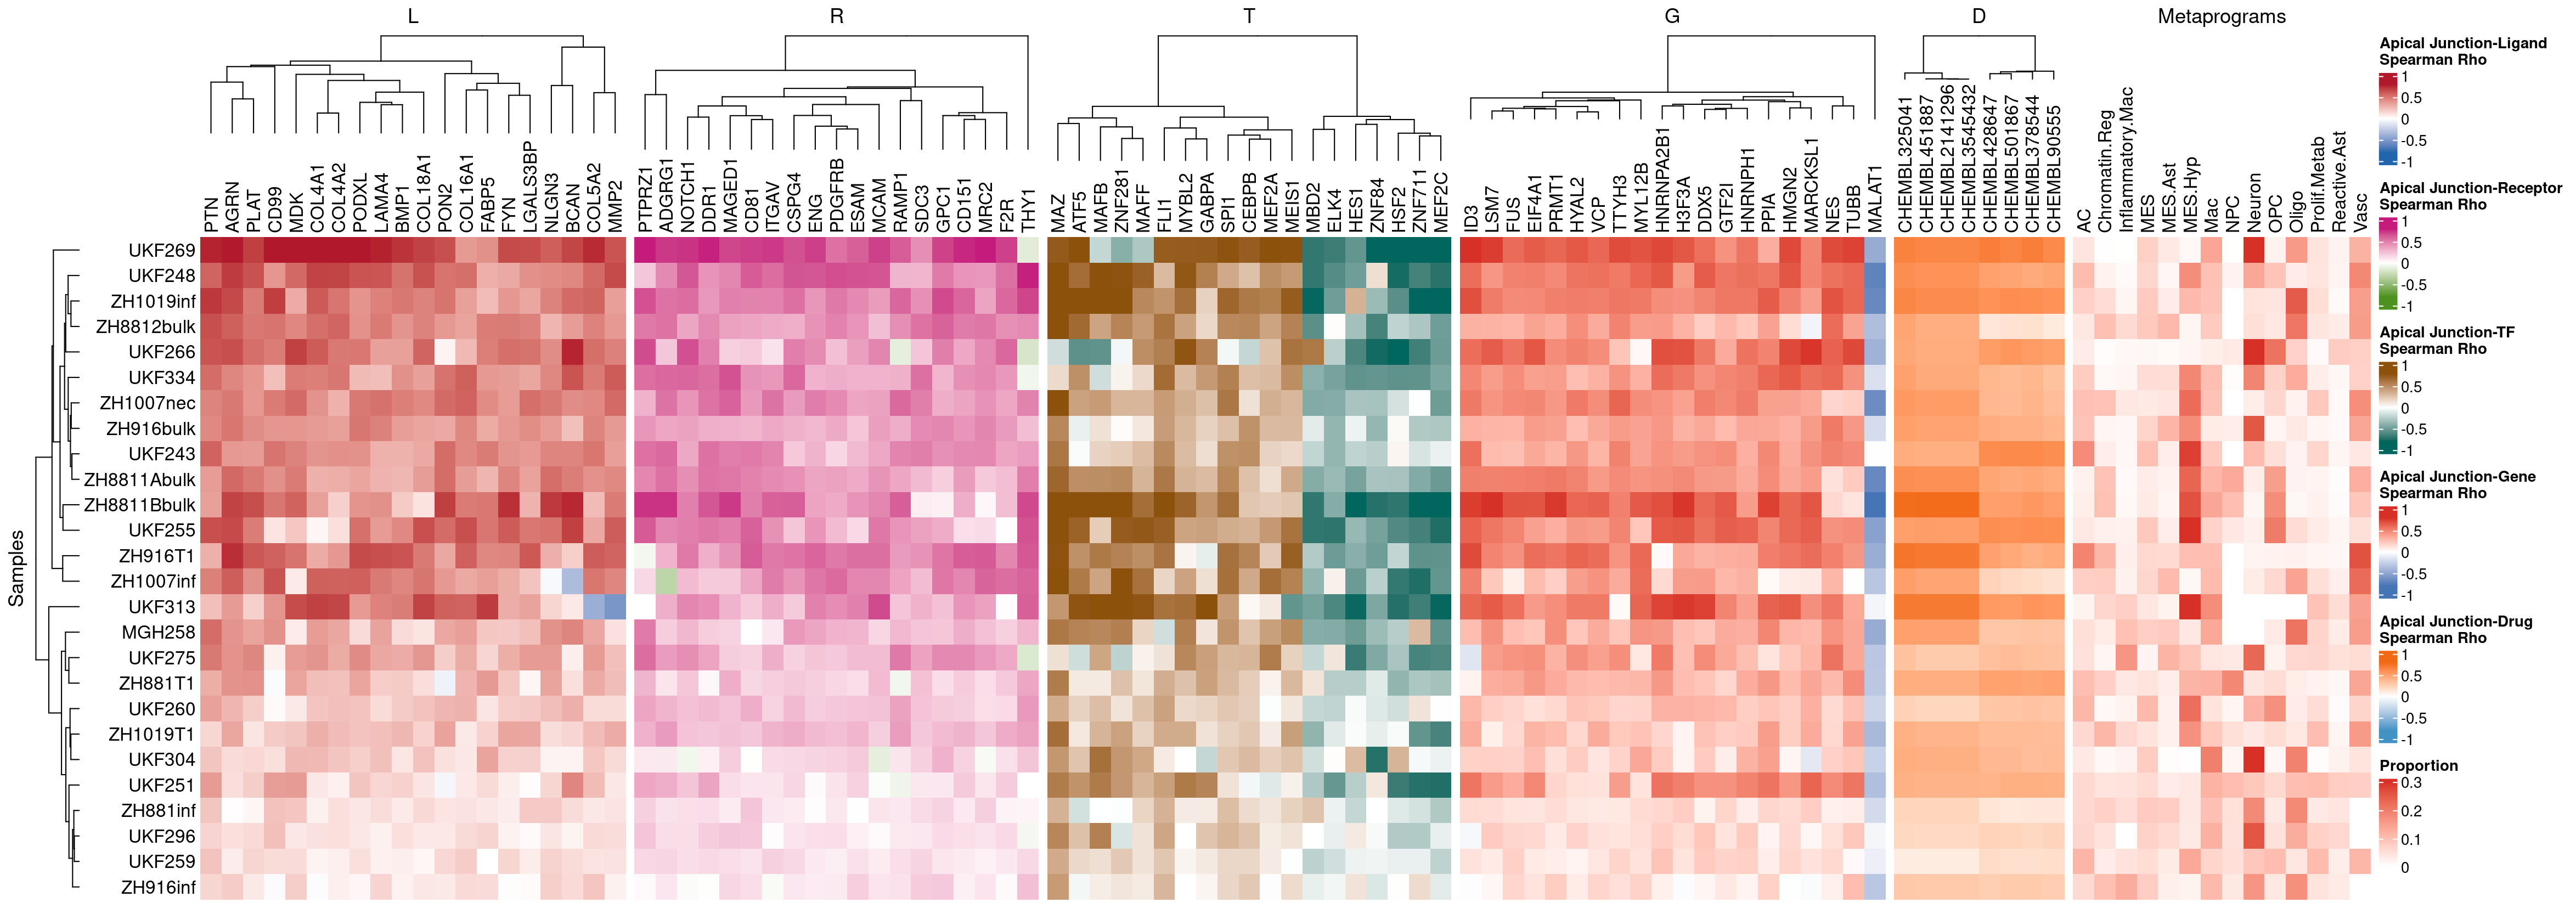 L
R
T
G
D
Metaprograms
PTN
AGRN
PLAT
CD99
MDK
COL4A1
COL4A2
PODXL
LAMA4
BMP1
COL18A1
PON2
COL16A1
FABP5
FYN
LGALS3BP
NLGN3
BCAN
COL5A2
MMP2
PTPRZ1
ADGRG1
NOTCH1
DDR1
MAGED1
CD81
ITGAV
CSPG4
ENG
PDGFRB
ESAM
MCAM
RAMP1
SDC3
GPC1
CD151
MRC2
F2R
THY1
MAZ
ATF5
MAFB
ZNF281
MAFF
FLI1
MYBL2
GABPA
SPI1
CEBPB
MEF2A
MEIS1
MBD2
ELK4
HES1
ZNF84
HSF2
ZNF711
MEF2C
ID3
LSM7
FUS
EIF4A1
PRMT1
HYAL2
VCP
TTYH3
MYL12B
HNRNPA2B1
H3F3A
DDX5
GTF2I
HNRNPH1
PPIA
HMGN2
MARCKSL1
NES
TUBB
MALAT1
CHEMBL325041
CHEMBL451887
CHEMBL2141296
CHEMBL3545432
CHEMBL428647
CHEMBL501867
CHEMBL378544
CHEMBL90555
AC
Chromatin.Reg
Inflammatory.Mac
MES
MES.Ast
MES.Hyp
Mac
NPC
Neuron
OPC
Oligo
Prolif.Metab
Reactive.Ast
Vasc
Samples
UKF269
UKF248
ZH1019inf
ZH8812bulk
UKF266
UKF334
ZH1007nec
ZH916bulk
UKF243
ZH8811Abulk
ZH8811Bbulk
UKF255
ZH916T1
ZH1007inf
UKF313
MGH258
UKF275
ZH881T1
UKF260
ZH1019T1
UKF304
UKF251
ZH881inf
UKF296
UKF259
ZH916inf
Apical Junction-Ligand
Spearman Rho
1
0.5
0
-0.5
-1
Apical Junction-Receptor
Spearman Rho
1
0.5
0
-0.5
-1
Apical Junction-TF
Spearman Rho
1
0.5
0
-0.5
-1
Apical Junction-Gene
Spearman Rho
1
0.5
0
-0.5
-1
Apical Junction-Drug
Spearman Rho
1
0.5
0
-0.5
-1
Proportion
0.3
0.2
0.1
0